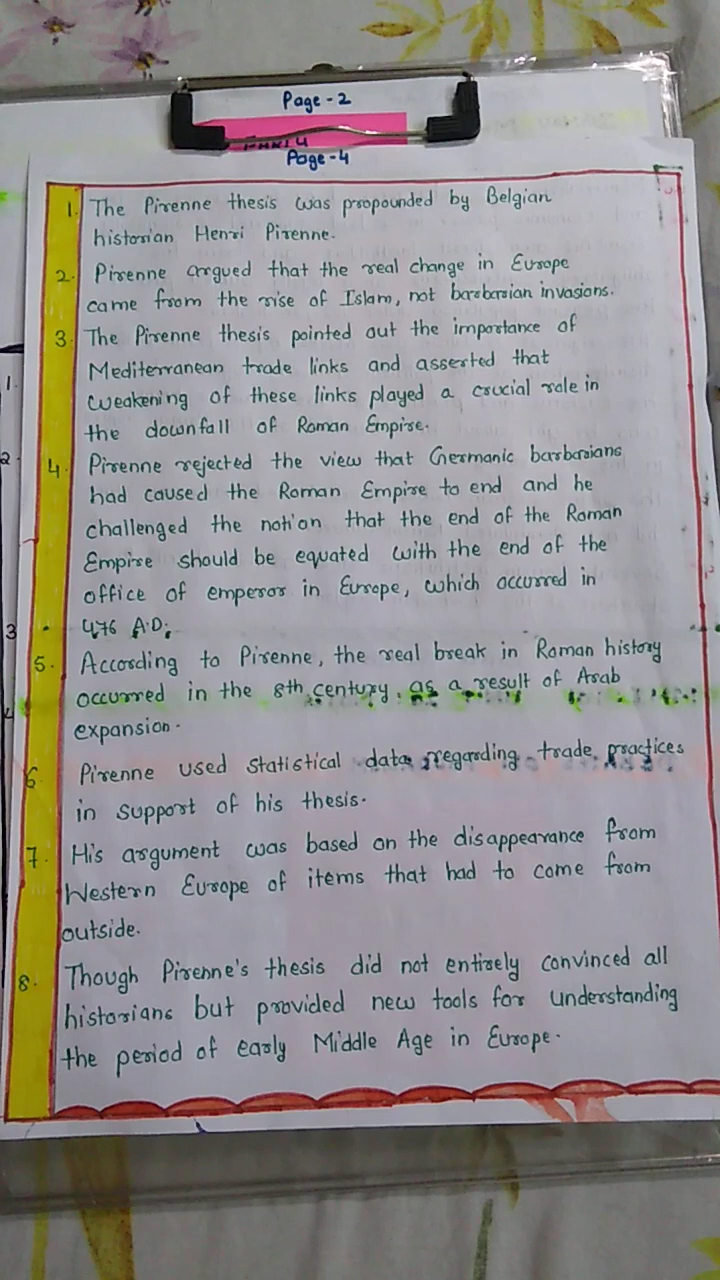 Page - 2
Page - 4
1. The Pirenne thesis was propounded by Belgian
historian Henri Pirenne.
2. Pirenne argued that the real change in Europe
came from the rise of Islam, not barbarian invasions.
3. The Pirenne thesis pointed out the importance of
Mediterranean trade links and asserted that
weakening of these links played a crucial role in
the downfall of Roman Empire.
4. Pirenne rejected the view that Germanic barbarians
had caused the Roman Empire to end and he
challenged the notion that the end of the Roman
Empire should be equated with the end of the
office of emperor in Europe, which occurred in
476 A.D.
5. According to Pirenne, the real break in Roman history
occurred in the 8th century, as a result of Arab
expansion.
6 Pirenne used statistical data regarding trade practices
in support of his thesis.
7. His argument was based on the disappearance from
Western Europe of items that had to come from
outside.
8. Though Pirenne's thesis did not entirely convinced all
historians but provided new tools for understanding
the period of early Middle Age in Europe.
1.
2.
3